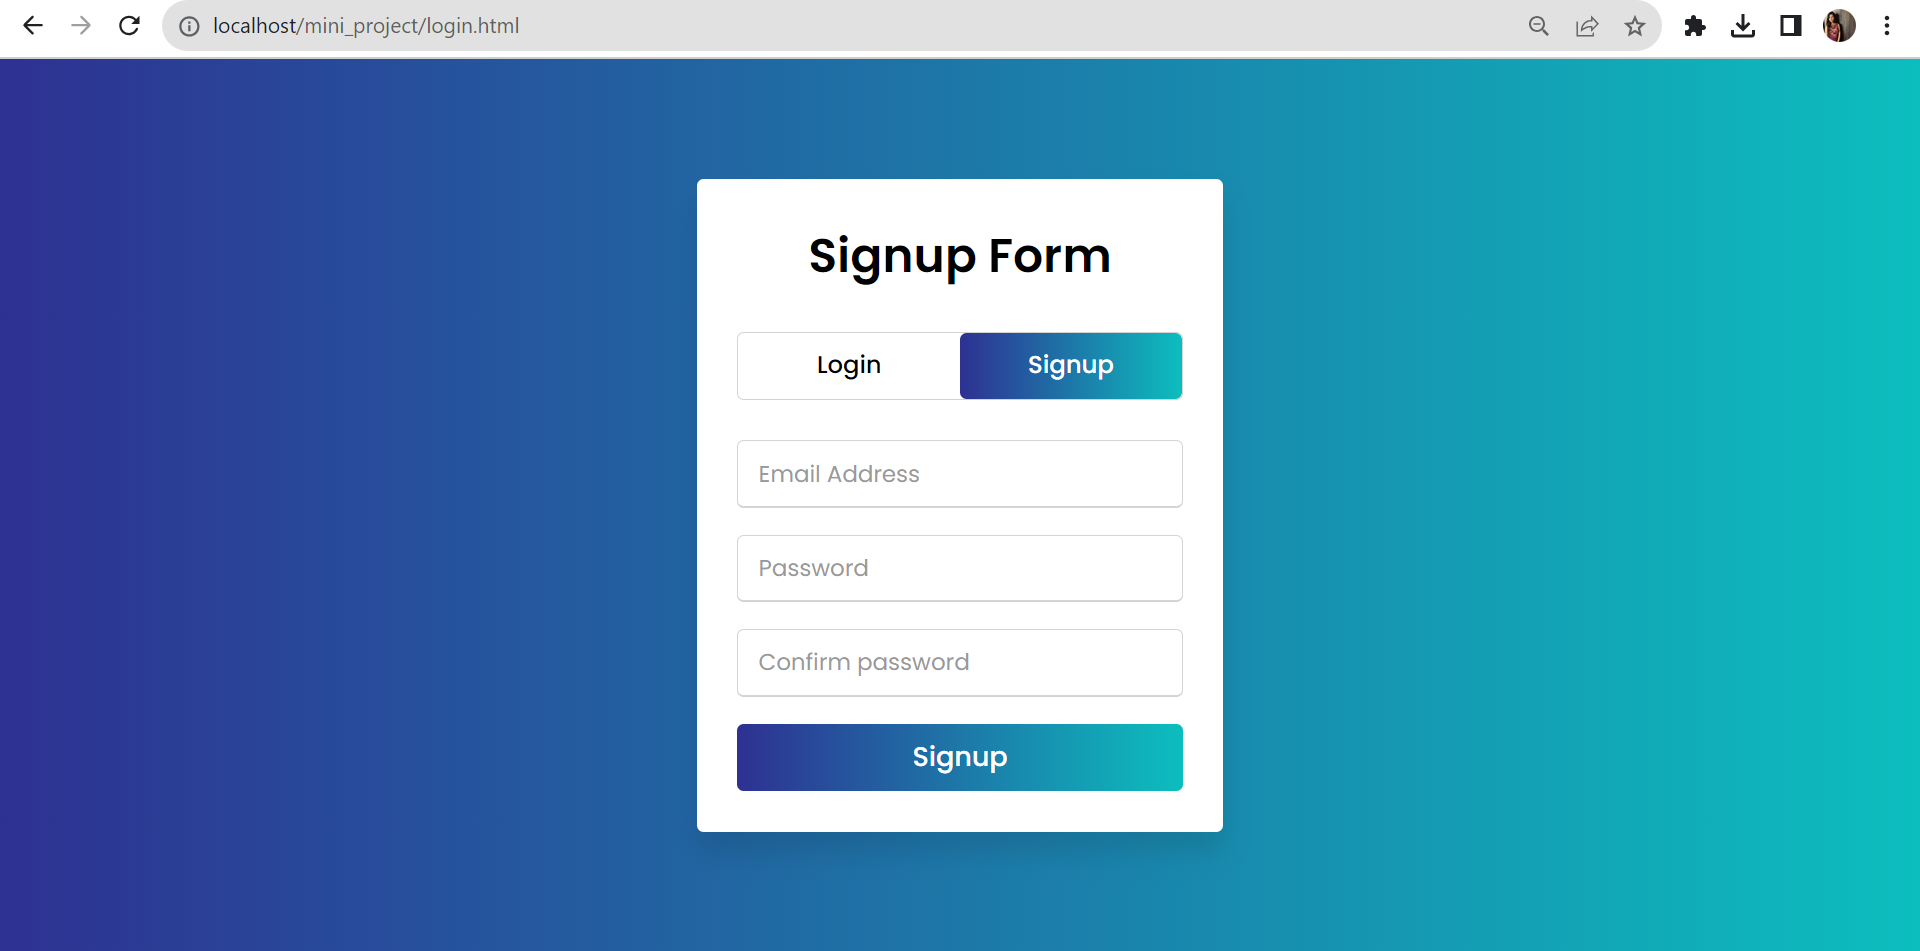 localhost/mini_project/login.html
Signup Form
Login Signup
Email Address
Password
Confirm password
Signup